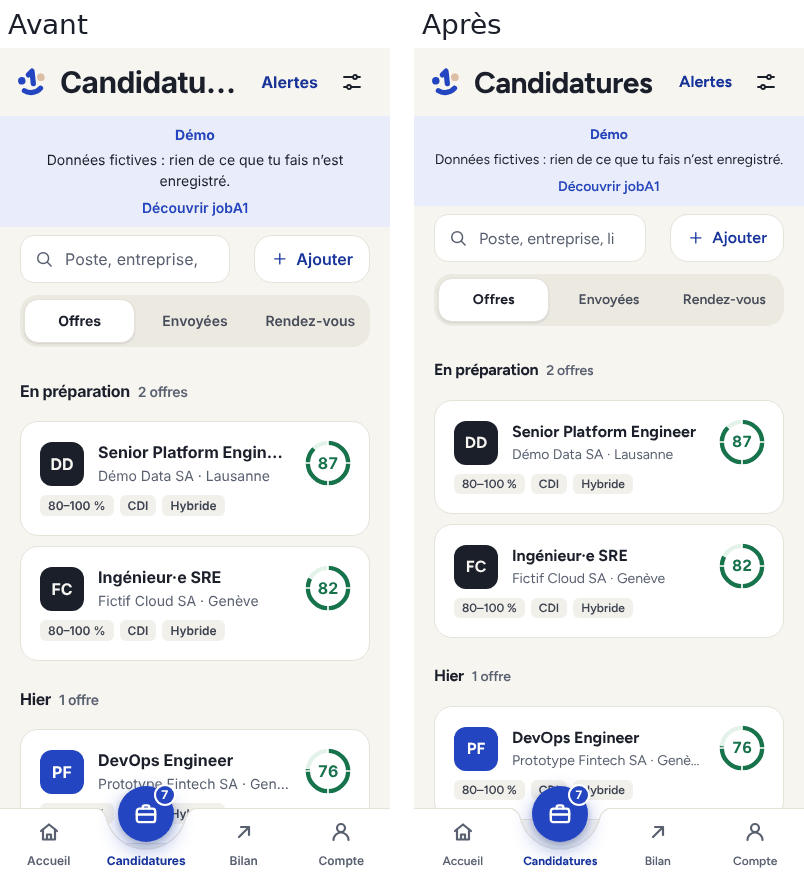 Avant
Candidatu...
Alertes
Démo
Données fictives : rien de ce que tu fais n’est
enregistré.
Découvrir jobA1
Poste, entreprise,
Ajouter
Offres
Envoyées
Rendez-vous
En préparation 2 offres
DD
Senior Platform Engin...
Démo Data SA · Lausanne
87
80–100 %
CDI
Hybride
FC
Ingénieur·e SRE
Fictif Cloud SA · Genève
82
80–100 %
CDI
Hybride
Hier 1 offre
PF
DevOps Engineer
Prototype Fintech SA · Gen...
76
7
Accueil
Candidatures
Bilan
Compte
Après
Candidatures
Alertes
Démo
Données fictives : rien de ce que tu fais n’est enregistré.
Découvrir jobA1
Poste, entreprise, li
Ajouter
Offres
Envoyées
Rendez-vous
En préparation 2 offres
DD
Senior Platform Engineer
Démo Data SA · Lausanne
87
80–100 %
CDI
Hybride
FC
Ingénieur·e SRE
Fictif Cloud SA · Genève
82
80–100 %
CDI
Hybride
Hier 1 offre
PF
DevOps Engineer
Prototype Fintech SA · Genè...
76
80–100 %
Hybride
7
Accueil
Candidatures
Bilan
Compte